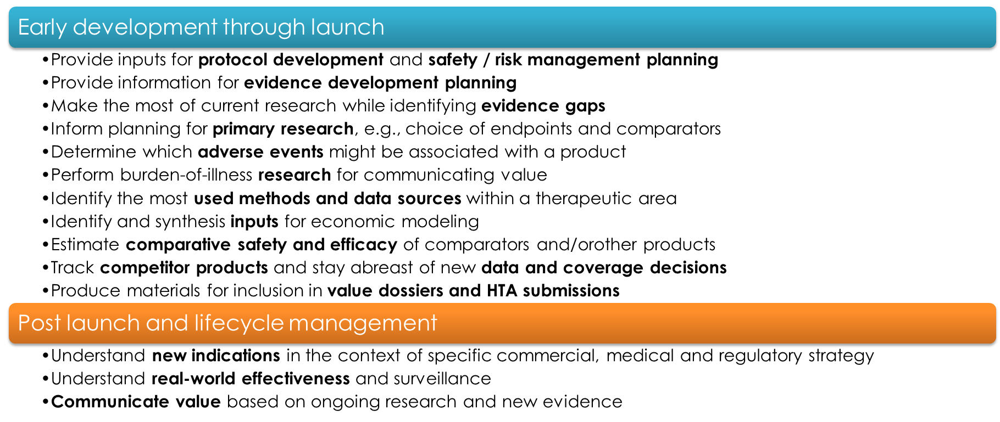 Early development through launch
•Provide inputs for protocol development and safety / risk management planning
•Provide information for evidence development planning
•Make the most of current research while identifying evidence gaps
•Inform planning for primary research, e.g., choice of endpoints and comparators
•Determine which adverse events might be associated with a product
•Perform burden-of-illness research for communicating value
•Identify the most used methods and data sources within a therapeutic area
•Identify and synthesis inputs for economic modeling
•Estimate comparative safety and efficacy of comparators and/orother products
•Track competitor products and stay abreast of new data and coverage decisions
•Produce materials for inclusion in value dossiers and HTA submissions
Post launch and lifecycle management
•Understand new indications in the context of specific commercial, medical and regulatory strategy
•Understand real-world effectiveness and surveillance
•Communicate value based on ongoing research and new evidence